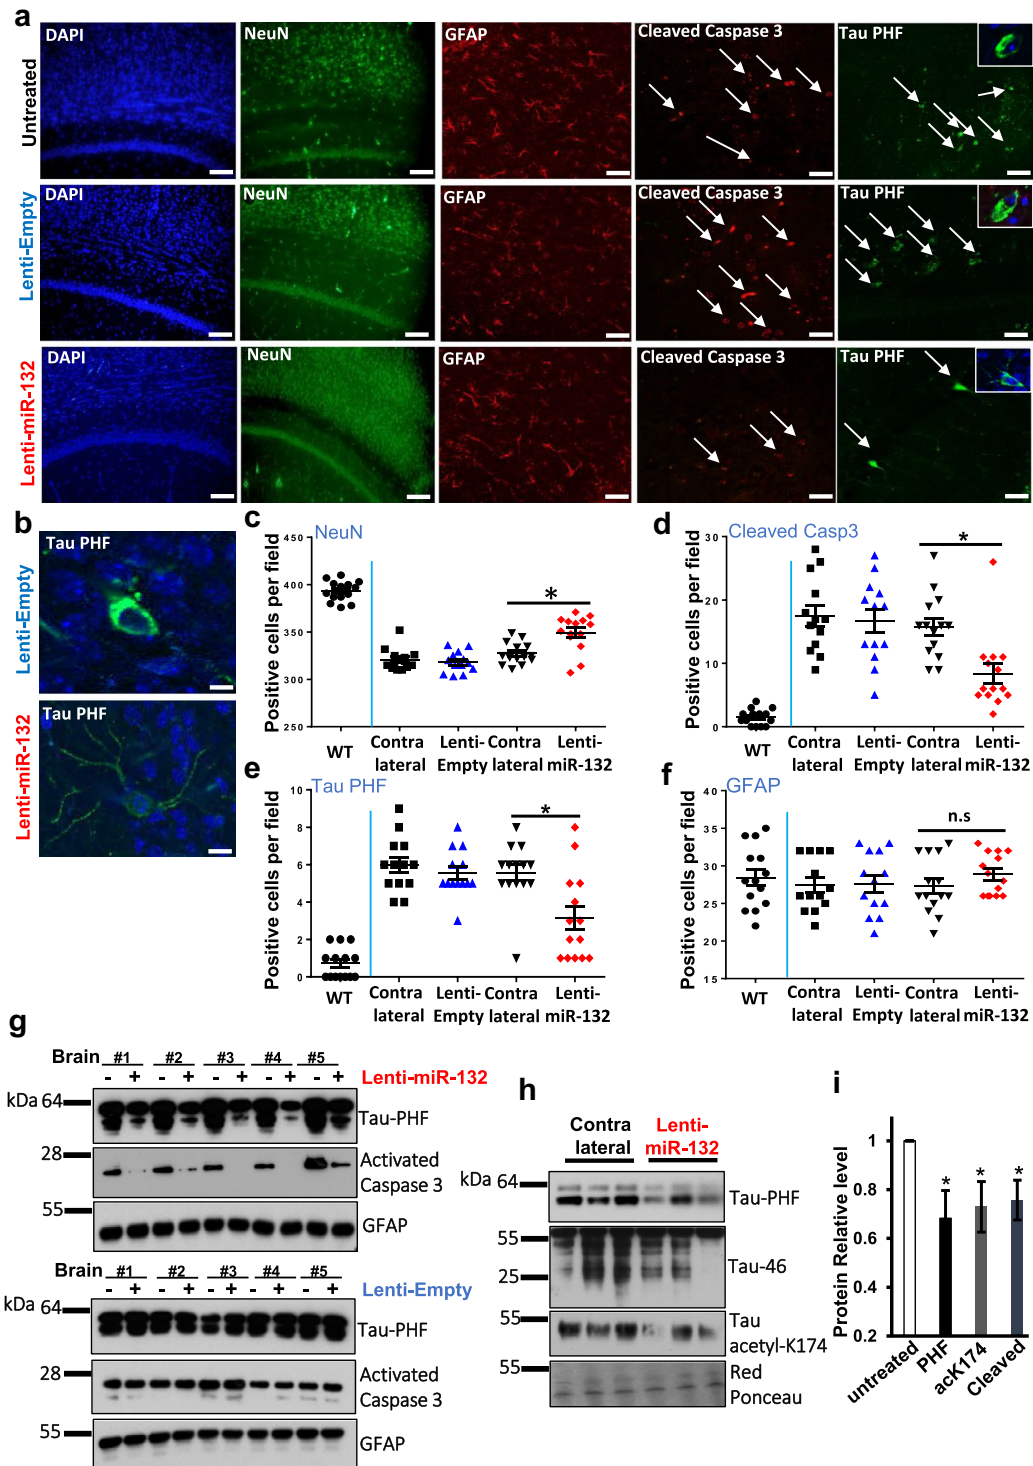 a
DAPI NeuN GFAP Cleaved Caspase 3 Tau PHF
Untreated
DAPI NeuN GFAP Cleaved Caspase 3 Tau PHF
Lenti-Empty
DAPI NeuN GFAP Cleaved Caspase 3 Tau PHF
Lenti-miR-132
b
Tau PHF
Lenti-Empty
Tau PHF
Lenti-miR-132
c
NeuN
Positive cells per field
450
400
350
300
250
*
WT Contra lateral Lenti-Empty Contra lateral Lenti-miR-132
d
Cleaved Casp3
Positive cells per field
30
20
10
0
*
WT Contra lateral Lenti-Empty Contra lateral Lenti-miR-132
e
Tau PHF
Positive cells per field
10
8
6
4
2
0
*
WT Contra lateral Lenti-Empty Contra lateral Lenti-miR-132
f
GFAP
Positive cells per field
40
35
30
25
20
15
n.s
WT Contra lateral Lenti-Empty Contra lateral Lenti-miR-132
g
Brain #1 #2 #3 #4 #5
- + - + - + - + - + Lenti-miR-132
kDa 64
Tau-PHF
28
Activated
Caspase 3
55
GFAP
Brain #1 #2 #3 #4 #5
- + - + - + - + - + Lenti-Empty
kDa 64
Tau-PHF
28
Activated
Caspase 3
55
GFAP
h
Contra lateral
Lenti-miR-132
kDa 64
Tau-PHF
55
Tau-46
25
55
Tau
acetyl-K174
55
Red
Ponceau
i
Protein Relative level
1
0.8
0.6
0.4
0.2
* * *
untreated PHF acK174 Cleaved